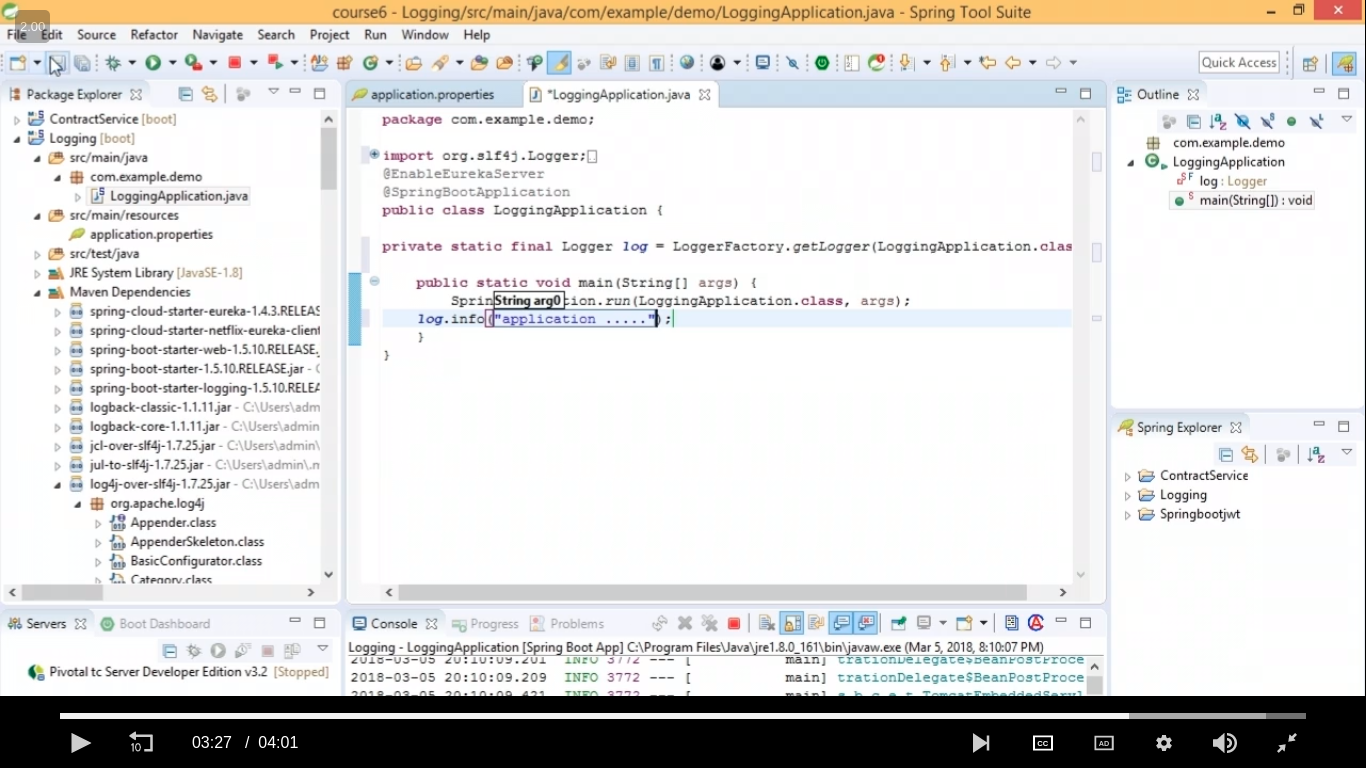 course6 - Logging/src/main/java/com/example/demo/LoggingApplication.java - Spring Tool Suite
2.00
File Edit Source Refactor Navigate Search Project Run Window Help
Quick Access
Package Explorer
ContractService [boot]
Logging [boot]
src/main/java
com.example.demo
LoggingApplication.java
src/main/resources
application.properties
src/test/java
JRE System Library [JavaSE-1.8]
Maven Dependencies
spring-cloud-starter-eureka-1.4.3.RELEAS
spring-cloud-starter-netflix-eureka-client
spring-boot-starter-web-1.5.10.RELEASE.
spring-boot-starter-1.5.10.RELEASE.jar - C
spring-boot-starter-logging-1.5.10.RELEA
logback-classic-1.1.11.jar - C:\Users\adm
logback-core-1.1.11.jar - C:\Users\admin
jcl-over-slf4j-1.7.25.jar - C:\Users\admin\
jul-to-slf4j-1.7.25.jar - C:\Users\admin\.n
log4j-over-slf4j-1.7.25.jar - C:\Users\adm
org.apache.log4j
Appender.class
AppenderSkeleton.class
BasicConfigurator.class
Category.class
application.properties
*LoggingApplication.java
package com.example.demo;
import org.slf4j.Logger;
@EnableEurekaServer
@SpringBootApplication
public class LoggingApplication {
private static final Logger log = LoggerFactory.getLogger(LoggingApplication.clas
public static void main(String[] args) {
Sprin String arg0 tion.run(LoggingApplication.class, args);
log.info("application .....");
}
}
Outline
com.example.demo
LoggingApplication
log : Logger
main(String[]) : void
Spring Explorer
ContractService
Logging
Springbootjwt
Servers
Boot Dashboard
Pivotal tc Server Developer Edition v3.2 [Stopped]
Console
Progress
Problems
Logging - LoggingApplication [Spring Boot App] C:\Program Files\Java\jre1.8.0_161\bin\javaw.exe (Mar 5, 2018, 8:10:07 PM)
2018-03-05 20:10:09.201 INFO 3772 --- [ main] trationDelegate$BeanPostProce
2018-03-05 20:10:09.209 INFO 3772 --- [ main] trationDelegate$BeanPostProce
2018-03-05 20:10:09.421 INFO 3772 --- [ main] s.b.c.e.t.TomcatEmbeddedServl
10 03:27 / 04:01
CC
AD